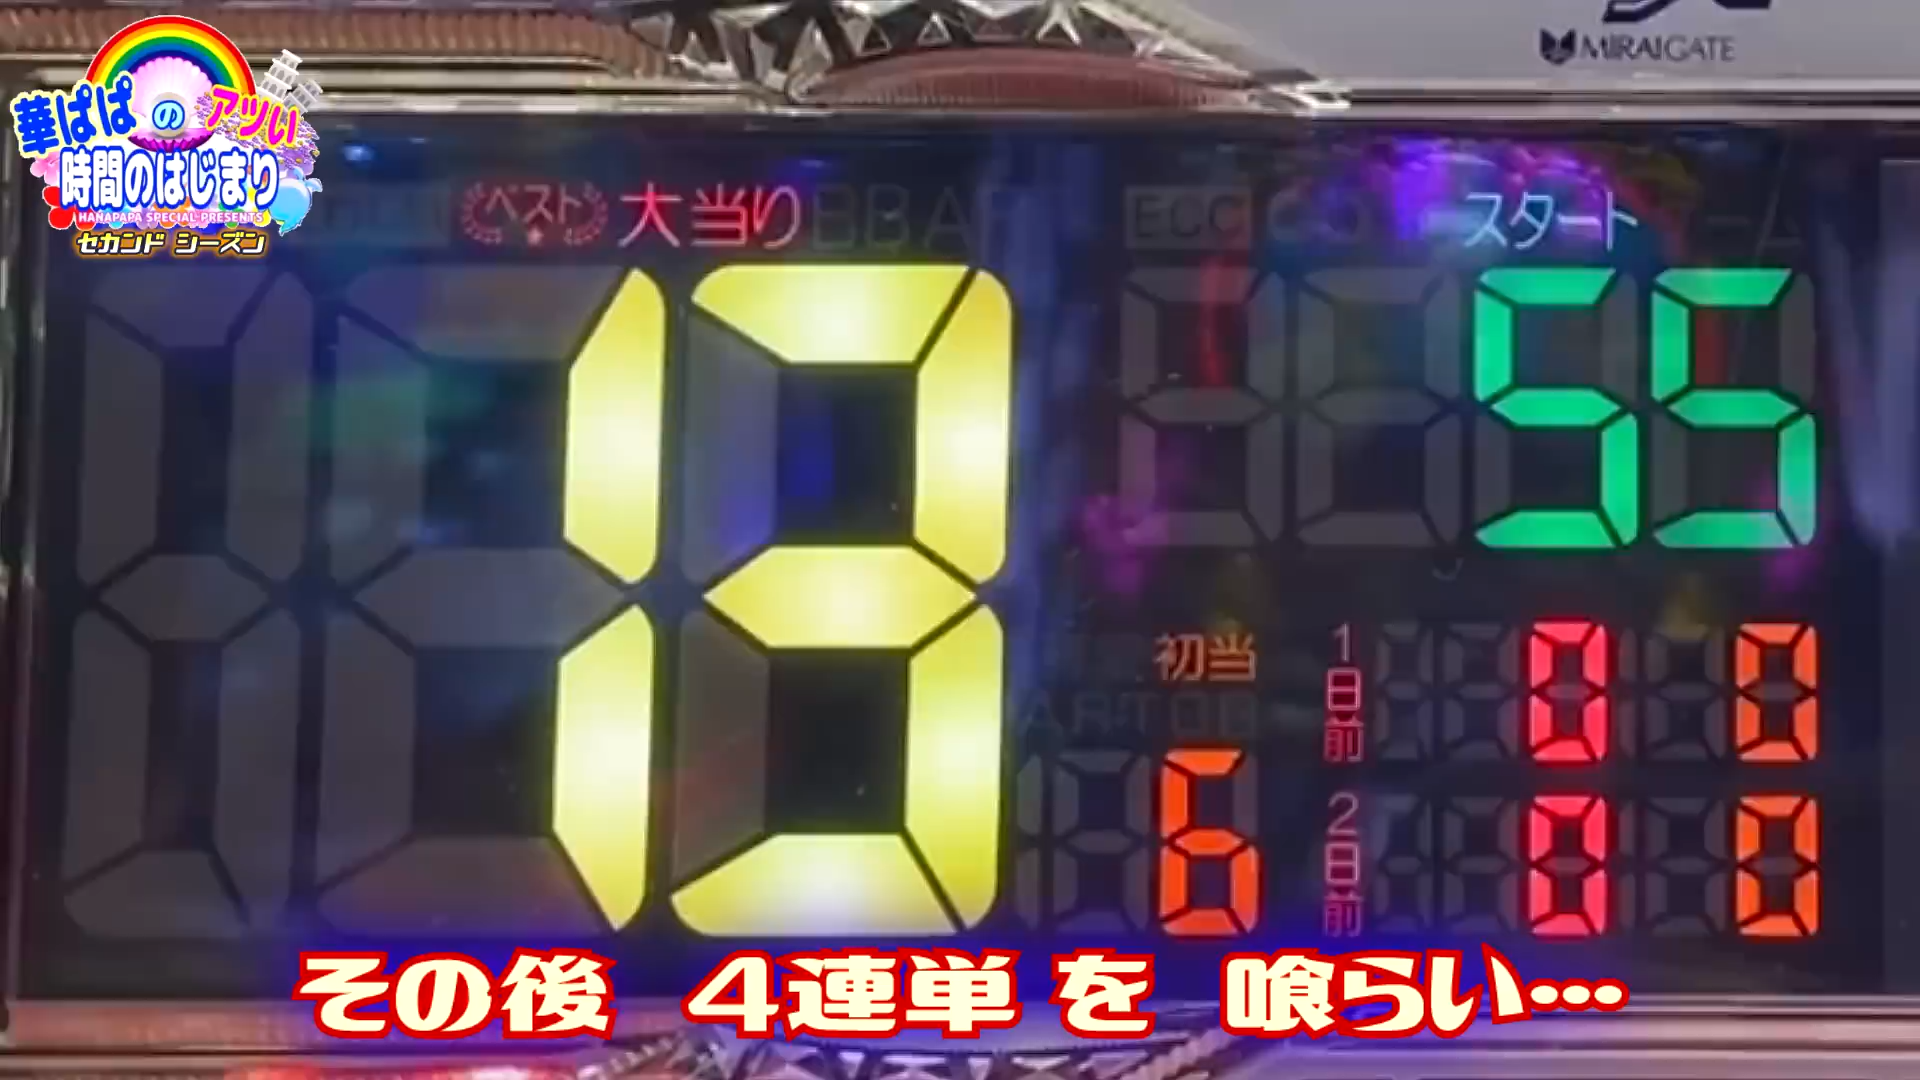 MIRAIGATE
華ぱぱのアツい
時間のはじまり
HANAPAPA SPECIAL PRESENTS
セカンド シーズン
ベスト 大当り
スタート
13
55
初当
6
1日前 0 0
2日前 0 0
その後 4連単を 喰らい…